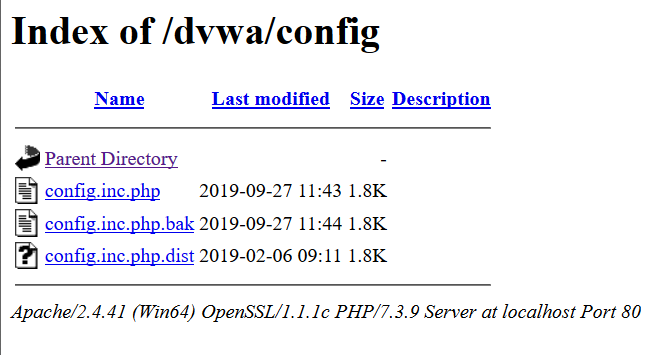 Index of /dvwa/config
Name Last modified Size Description
Parent Directory -
config.inc.php 2019-09-27 11:43 1.8K
config.inc.php.bak 2019-09-27 11:44 1.8K
config.inc.php.dist 2019-02-06 09:11 1.8K
Apache/2.4.41 (Win64) OpenSSL/1.1.1c PHP/7.3.9 Server at localhost Port 80